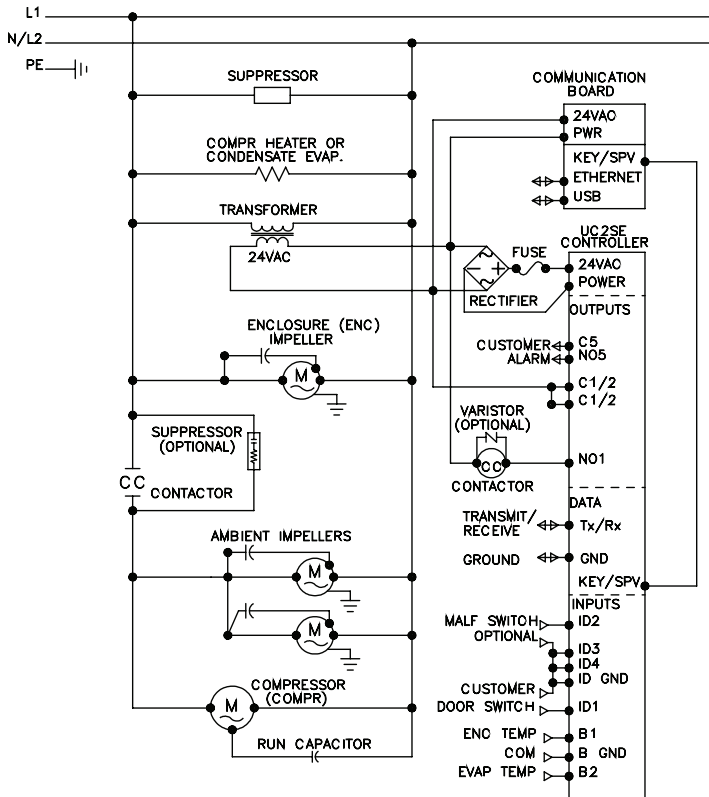 L1
N/L2
PE
SUPPRESSOR
COMPR HEATER OR
CONDENSATE EVAP.
TRANSFORMER
24VAC
COMMUNICATION
BOARD
24VAC
PWR
KEY/SPV
ETHERNET
USB
UC2SE
CONTROLLER
FUSE
24VAC
POWER
RECTIFIER
OUTPUTS
ENCLOSURE (ENC)
IMPELLER
M
CUSTOMER
ALARM
C5
NO5
C1/2
C1/2
SUPPRESSOR
(OPTIONAL)
VARISTOR
(OPTIONAL)
CC
CONTACTOR
CC
CONTACTOR
NO1
DATA
TRANSMIT/
RECEIVE
Tx/Rx
GROUND
GND
KEY/SPV
AMBIENT IMPELLERS
M
M
INPUTS
MALF SWITCH
OPTIONAL
ID2
ID3
ID4
ID GND
CUSTOMER
DOOR SWITCH
ID1
COMPRESSOR
(COMPR)
M
RUN CAPACITOR
ENC TEMP
B1
COM
B GND
EVAP TEMP
B2